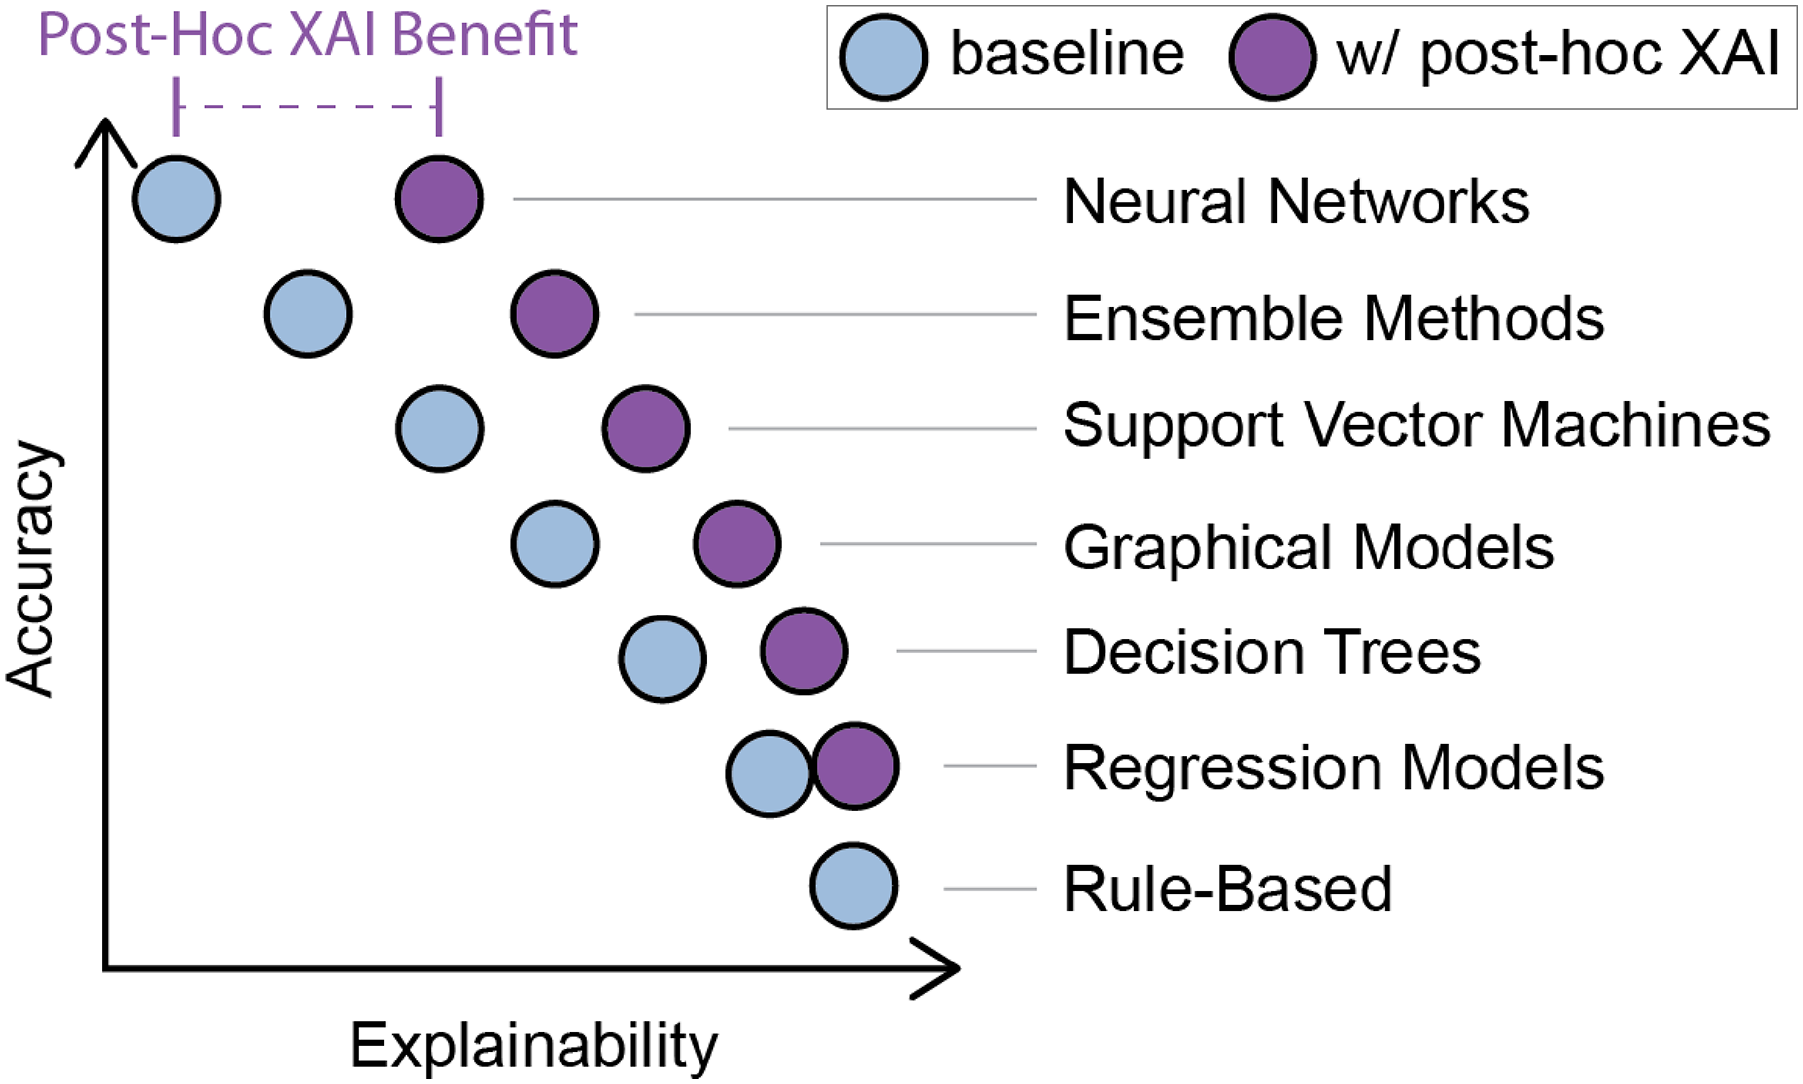 Post-Hoc XAI Benefit
baseline
w/ post-hoc XAI
Neural Networks
Ensemble Methods
Support Vector Machines
Graphical Models
Decision Trees
Regression Models
Rule-Based
Accuracy
Explainability